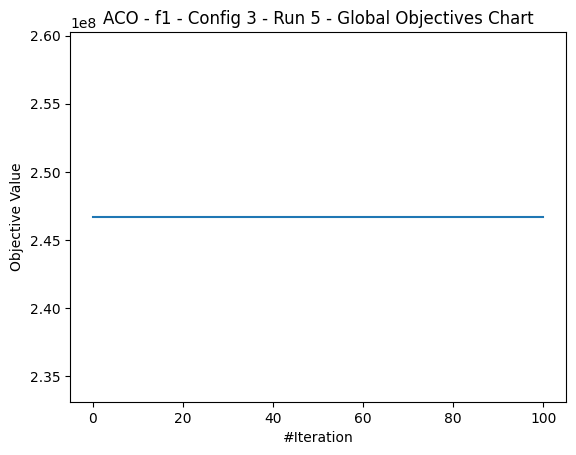 ACO - f1 - Config 3 - Run 5 - Global Objectives Chart
1e8
2.60
2.55
2.50
2.45
2.40
2.35
Objective Value
0 20 40 60 80 100
#Iteration